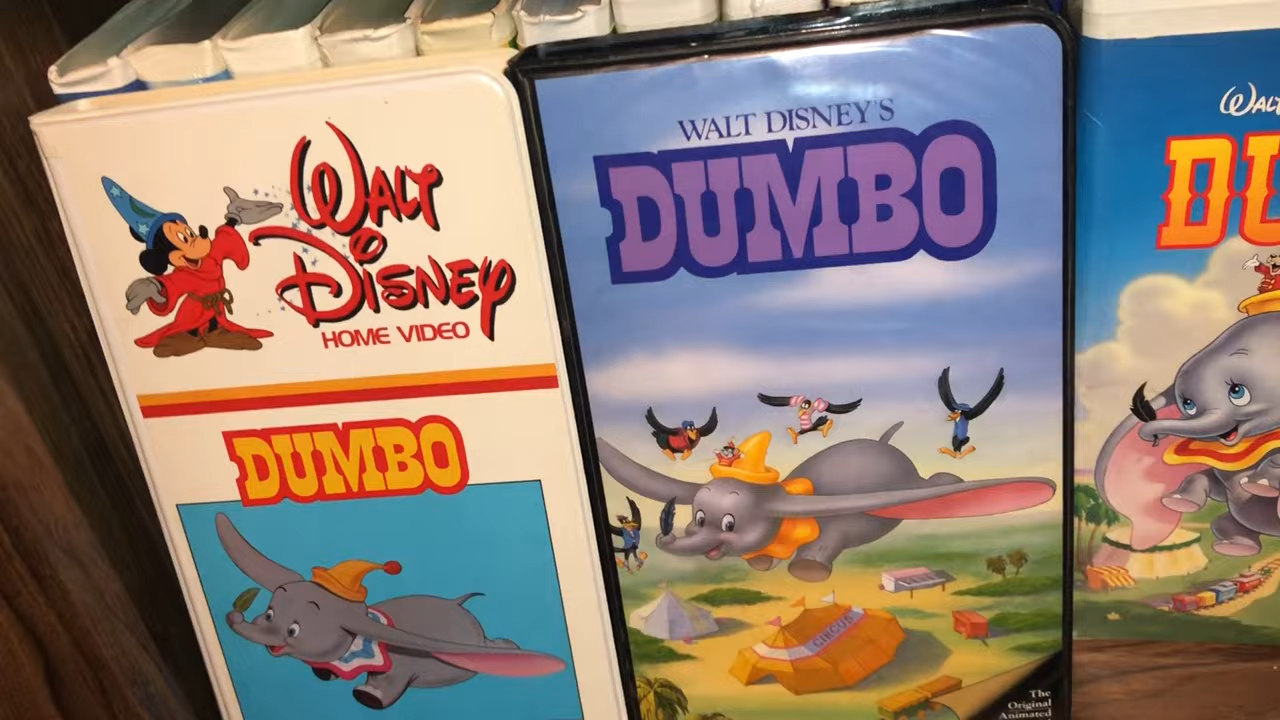 WALT
DISNEY
HOME VIDEO
DUMBO
WALT DISNEY'S
DUMBO
CIRCUS
The
Original
Animated